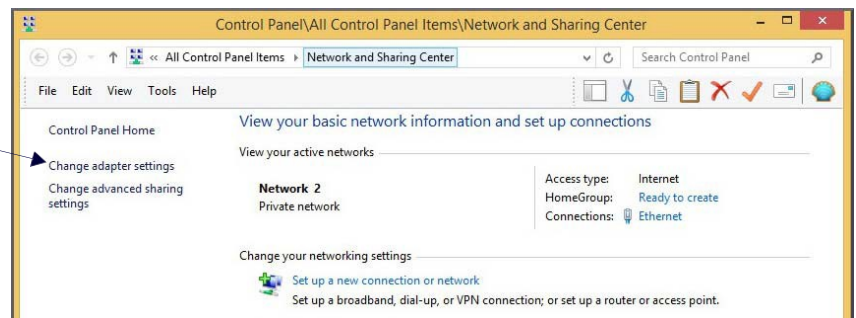 Control Panel\All Control Panel Items\Network and Sharing Center
« All Control Panel Items Network and Sharing Center Search Control Panel
File Edit View Tools Help
Control Panel Home
Change adapter settings
Change advanced sharing
settings
View your basic network information and set up connections
View your active networks
Network 2
Private network
Access type: Internet
HomeGroup: Ready to create
Connections: Ethernet
Change your networking settings
Set up a new connection or network
Set up a broadband, dial-up, or VPN connection; or set up a router or access point.